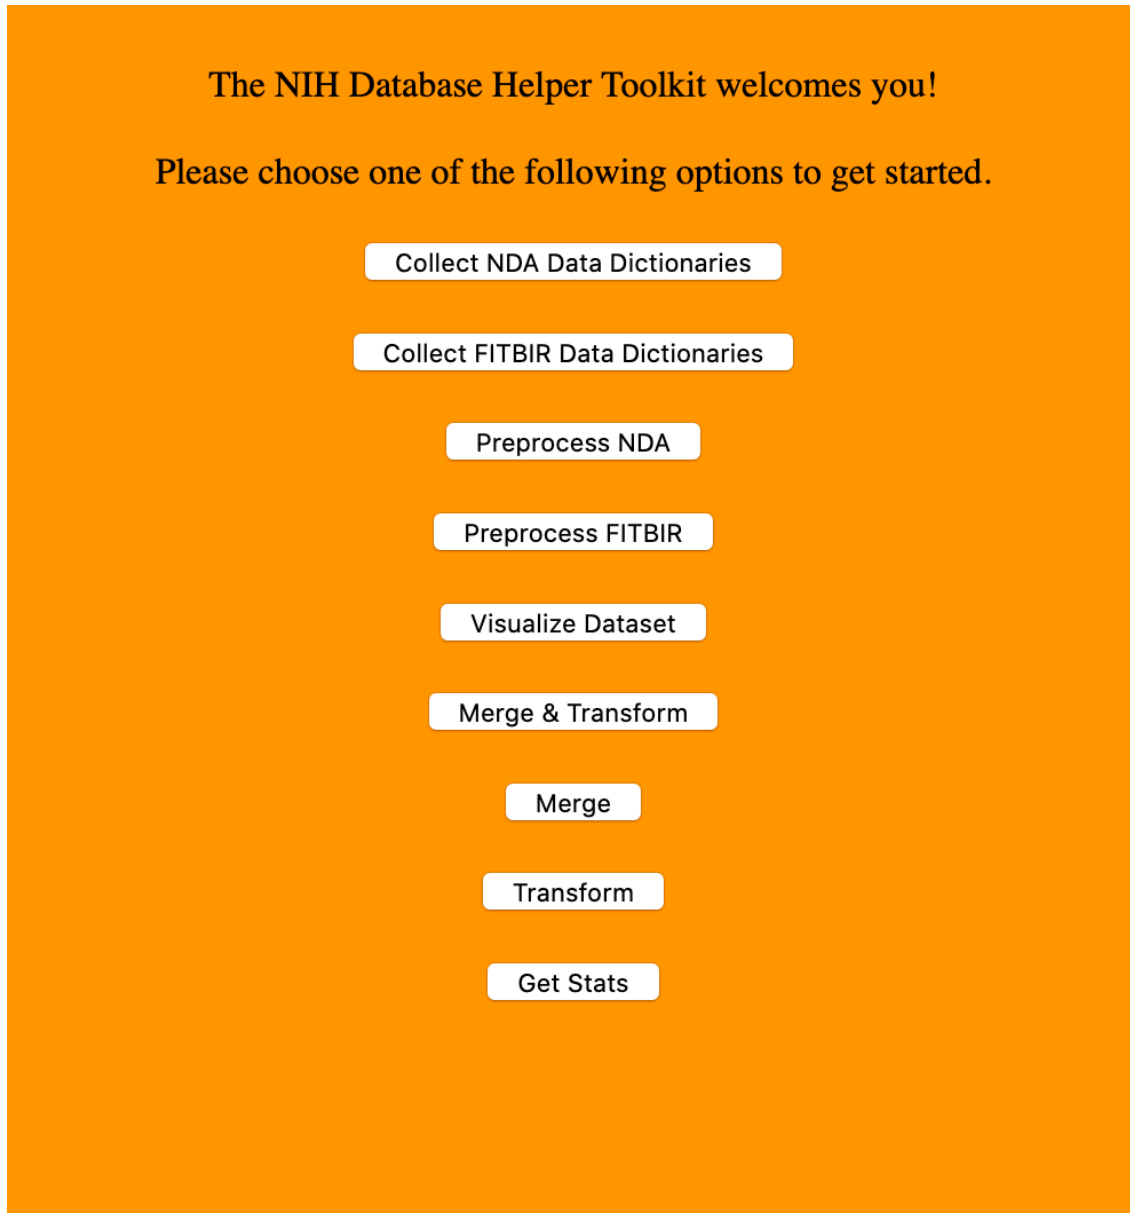 The NIH Database Helper Toolkit welcomes you!
Please choose one of the following options to get started.
Collect NDA Data Dictionaries
Collect FITBIR Data Dictionaries
Preprocess NDA
Preprocess FITBIR
Visualize Dataset
Merge & Transform
Merge
Transform
Get Stats